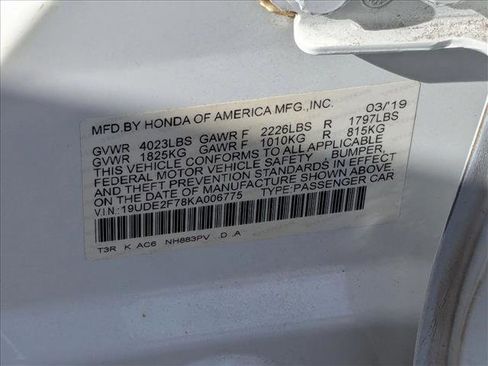 MFD.BY HONDA OF AMERICA MFG.,INC. 03/'19
GVWR 4023LBS GAWR F 2226LBS R 1797LBS
GVWR 1825KG GAWR F 1010KG R 815KG
THIS VEHICLE CONFORMS TO ALL APPLICABLE
FEDERAL MOTOR VEHICLE SAFETY, BUMPER,
AND THEFT PREVENTION STANDARDS IN EFFECT
ON THE DATE OF MANUFACTURE SHOWN ABOVE.
VIN:19UDE2F78KA006775 TYPE:PASSENGER CAR
T3R K AC6 NH883PV .D .A